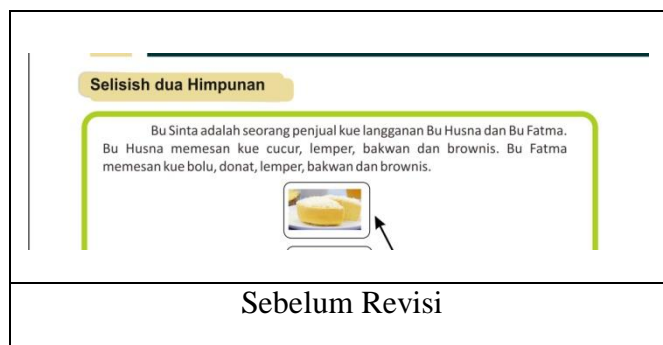 Selisish dua Himpunan
Bu Sinta adalah seorang penjual kue langganan Bu Husna dan Bu Fatma.
Bu Husna memesan kue cucur, lemper, bakwan dan brownis. Bu Fatma
memesan kue bolu, donat, lemper, bakwan dan brownis.
Sebelum Revisi